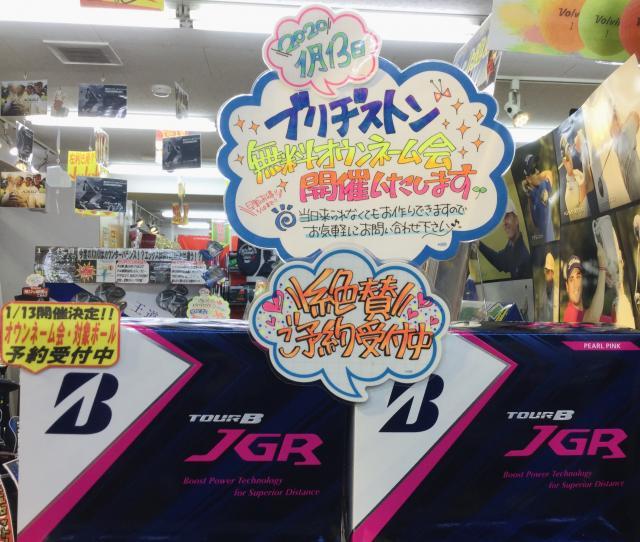 2020/
1月13日
ブリヂストン
無料オウンネーム会
開催いたします
当日来られなくてもお作りできますので
お気軽にお問い合わせ下さい
絶賛
ご予約受付中
1/13開催決定!!
オウンネーム会・対象ボール
予約受付中
TOUR B
JGR
Boost Power Technology
for Superior Distance
PEARL PINK
TOUR B
JGR
Boost Power Technology
for Superior Distance